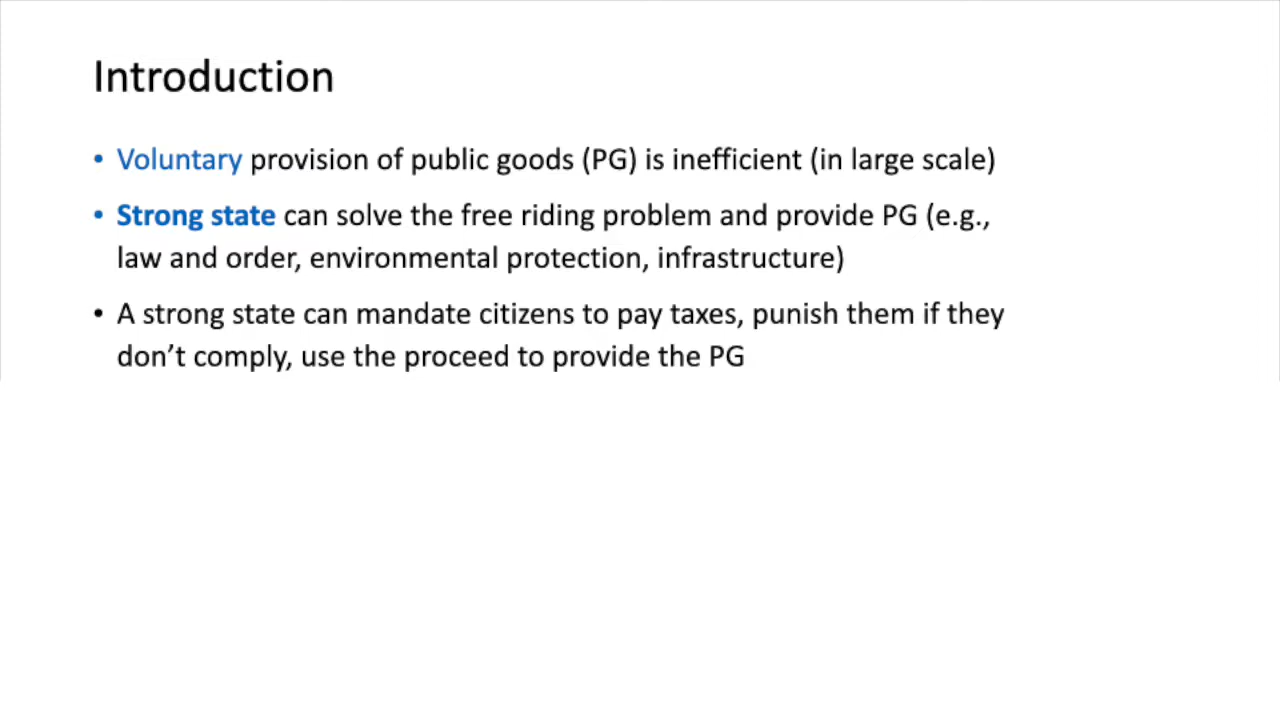 Introduction
• Voluntary provision of public goods (PG) is inefficient (in large scale)
• Strong state can solve the free riding problem and provide PG (e.g.,
law and order, environmental protection, infrastructure)
• A strong state can mandate citizens to pay taxes, punish them if they
don’t comply, use the proceed to provide the PG